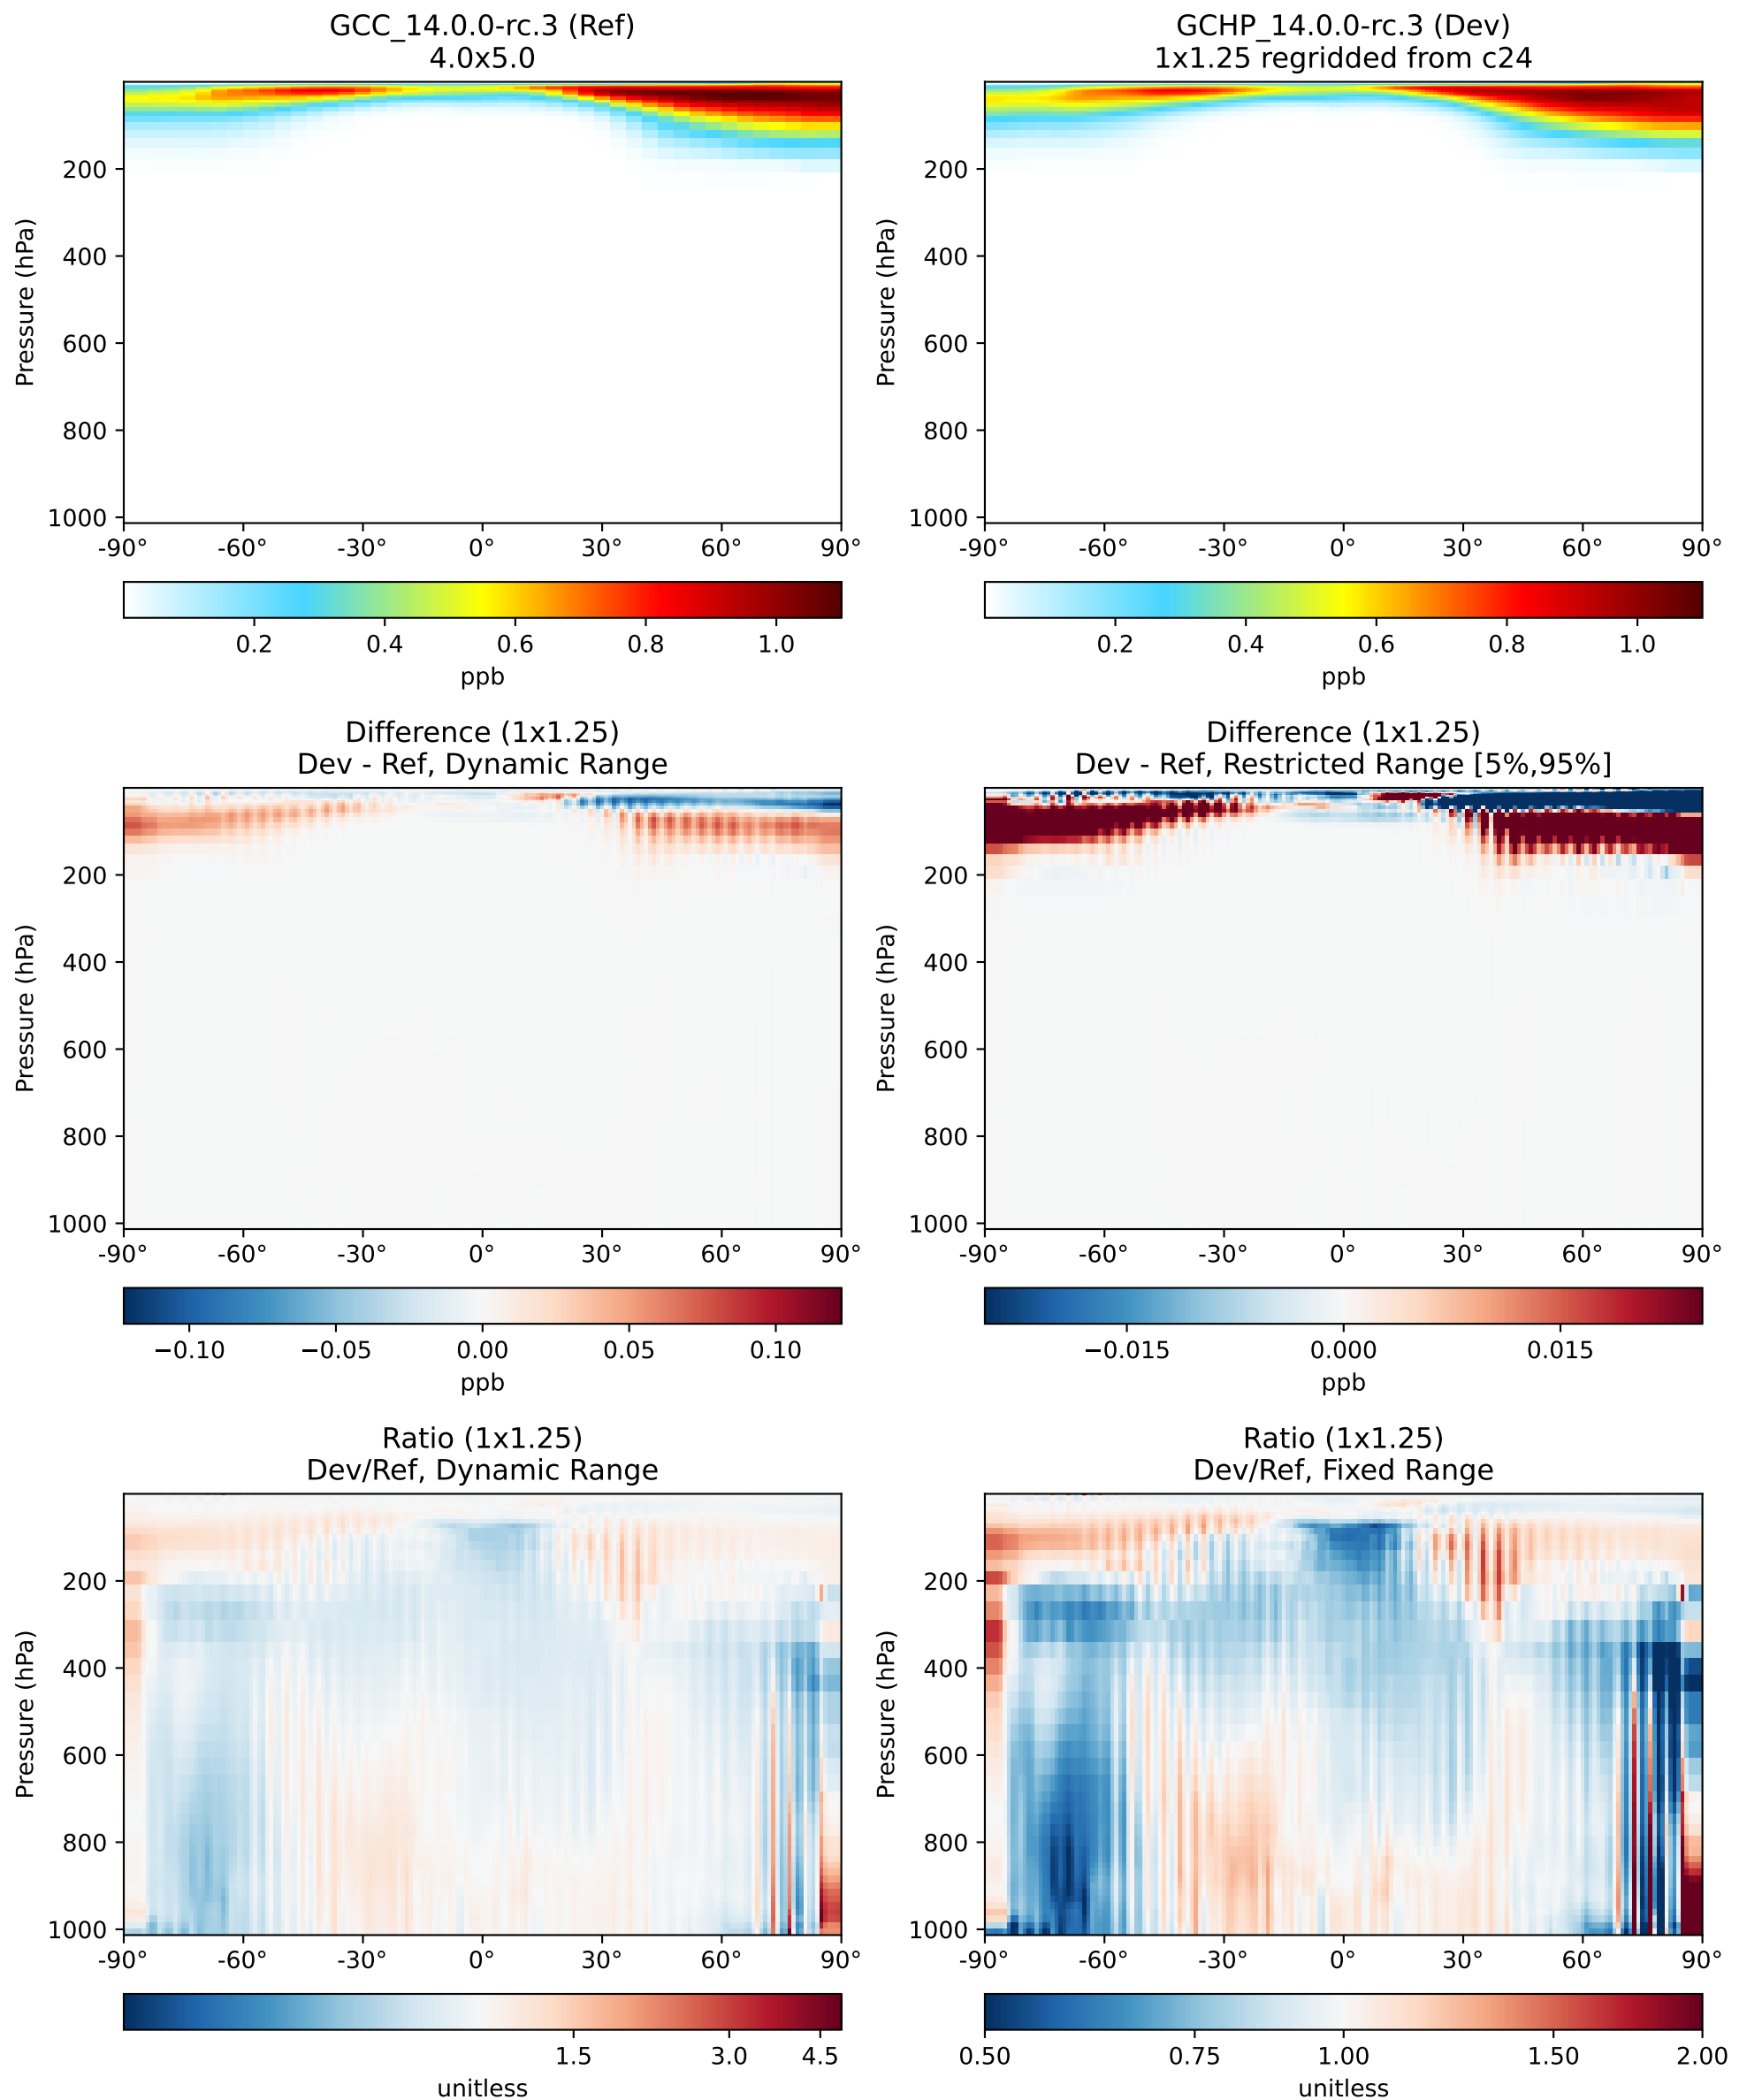 GCC_14.0.0-rc.3 (Ref)
4.0x5.0
GCHP_14.0.0-rc.3 (Dev)
1x1.25 regridded from c24
Pressure (hPa)
200
400
600
800
1000
-90° -60° -30° 0° 30° 60° 90°
0.2 0.4 0.6 0.8 1.0
ppb
Pressure (hPa)
200
400
600
800
1000
-90° -60° -30° 0° 30° 60° 90°
0.2 0.4 0.6 0.8 1.0
ppb
Difference (1x1.25)
Dev - Ref, Dynamic Range
Difference (1x1.25)
Dev - Ref, Restricted Range [5%,95%]
Pressure (hPa)
200
400
600
800
1000
-90° -60° -30° 0° 30° 60° 90°
−0.10 −0.05 0.00 0.05 0.10
ppb
Pressure (hPa)
200
400
600
800
1000
-90° -60° -30° 0° 30° 60° 90°
−0.015 0.000 0.015
ppb
Ratio (1x1.25)
Dev/Ref, Dynamic Range
Ratio (1x1.25)
Dev/Ref, Fixed Range
Pressure (hPa)
200
400
600
800
1000
-90° -60° -30° 0° 30° 60° 90°
1.5 3.0 4.5
unitless
Pressure (hPa)
200
400
600
800
1000
-90° -60° -30° 0° 30° 60° 90°
0.50 0.75 1.00 1.50 2.00
unitless